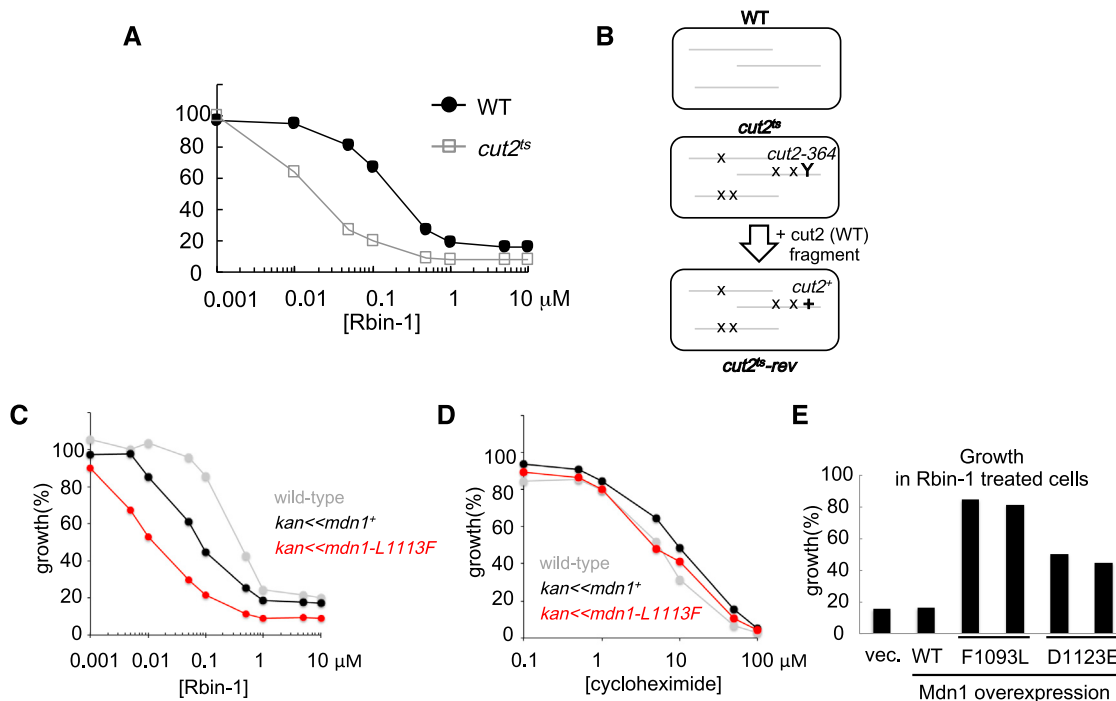 A
100
80
60
40
20
0
0.001 0.01 0.1 1 10 μM
[Rbin-1]
WT
cut2ts
B
WT
cut2ts
cut2-364
x
x x Y
x x
+ cut2 (WT)
fragment
cut2+
x
x x +
x x
cut2ts-rev
C
growth(%)
100
80
60
40
20
0
0.001 0.01 0.1 1 10 μM
[Rbin-1]
wild-type
kan<<mdn1+
kan<<mdn1-L1113F
D
growth(%)
100
80
60
40
20
0
0.1 1 10 100 μM
[cycloheximide]
wild-type
kan<<mdn1+
kan<<mdn1-L1113F
E
Growth
in Rbin-1 treated cells
growth(%)
100
80
60
40
20
0
vec. WT F1093L D1123E
Mdn1 overexpression